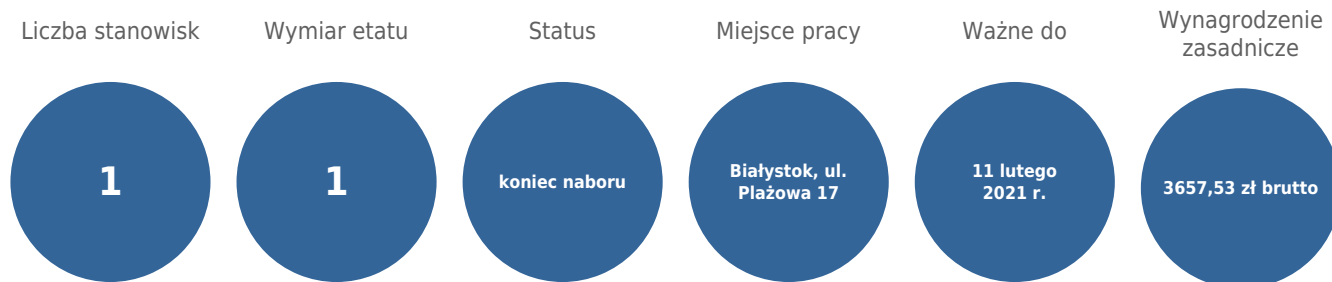 Liczba stanowisk
1
Wymiar etatu
1
Status
koniec naboru
Miejsce pracy
Białystok, ul.
Plażowa 17
Ważne do
11 lutego
2021 r.
Wynagrodzenie
zasadnicze
3657,53 zł brutto